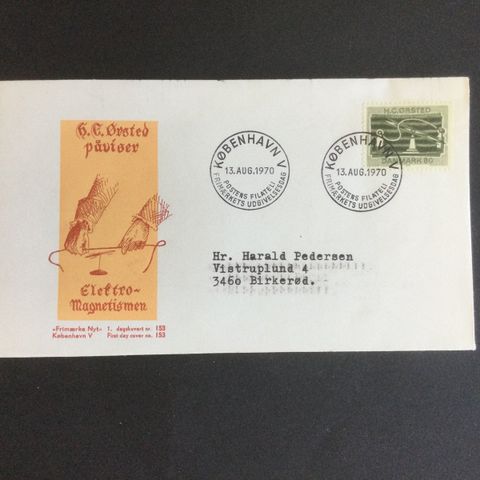 H. C. Ørsted
påviser
Elektro-
Magnetismen
»Frimærke Nyt« 1. dagskuvert nr. 153
København V First day cover no. 153
KØBENHAVN V
13.AUG.1970
POSTENS FILATELI
FRIMÆRKETS UDGIVELSESDAG
KØBENHAVN V
13.AUG.1970
POSTENS FILATELI
FRIMÆRKETS UDGIVELSESDAG
H.C.ØRSTED
DANMARK 80
Hr. Harald Pedersen
Vistruplund 4
3460 Birkerød.